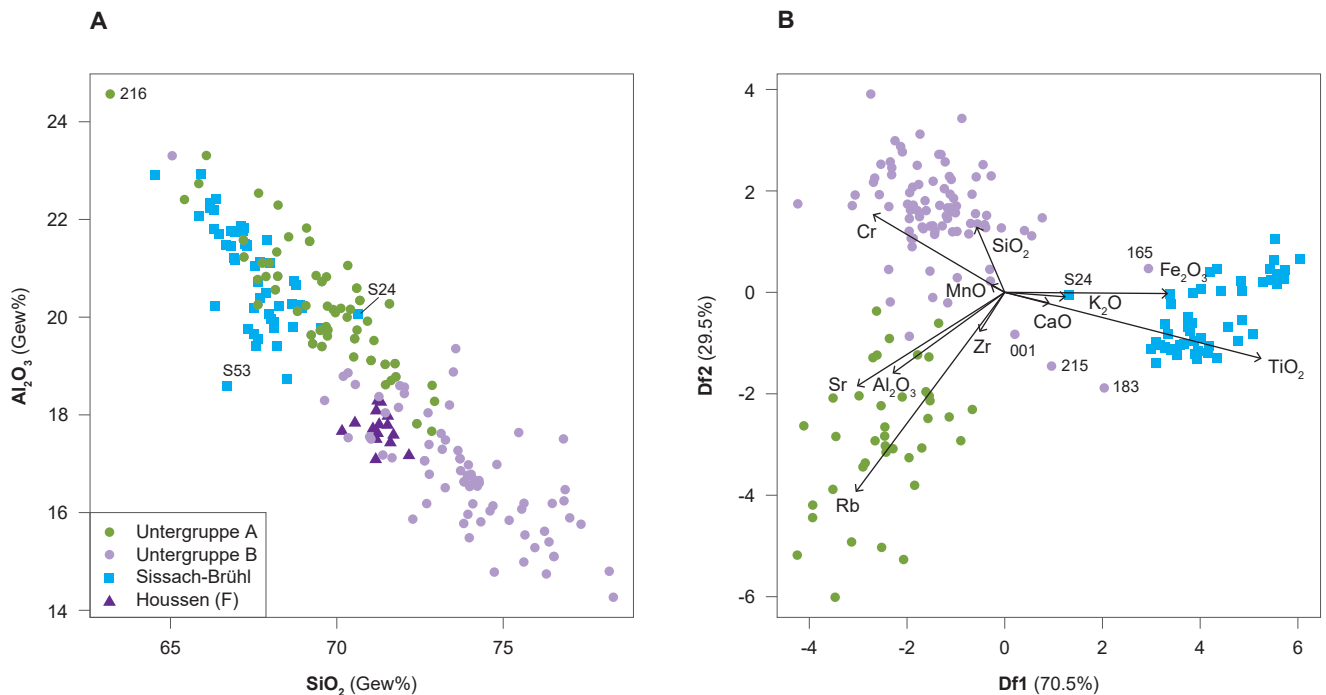 A
24
22
20
18
16
14
Al₂O₃ (Gew%)
216
S24
S53
Untergruppe A
Untergruppe B
Sissach-Brühl
Houssen (F)
65
70
75
SiO₂ (Gew%)
B
4
2
0
-2
-4
-6
Df2 (29.5%)
Cr
SiO₂
165
S24
Fe₂O₃
MnO
K₂O
CaO
Zr
001
215
TiO₂
Sr
Al₂O₃
183
Rb
-4
-2
0
2
4
6
Df1 (70.5%)